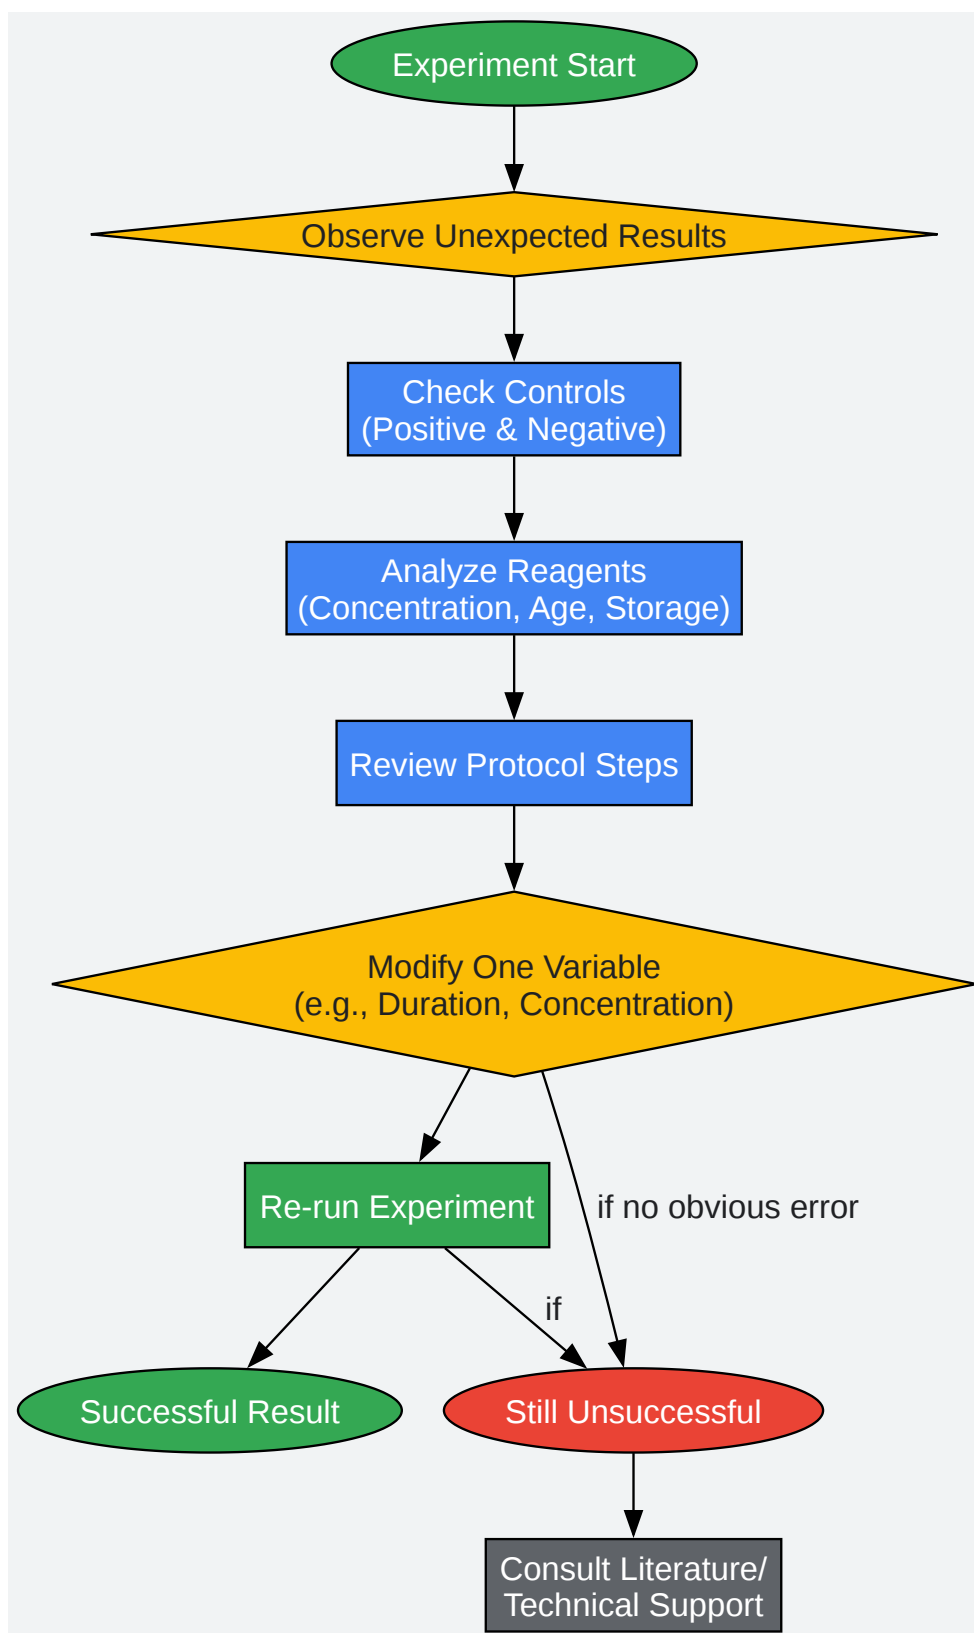 Experiment Start
Observe Unexpected Results
Check Controls
(Positive & Negative)
Analyze Reagents
(Concentration, Age, Storage)
Review Protocol Steps
Modify One Variable
(e.g., Duration, Concentration)
Re-run Experiment
if no obvious error
if
Successful Result
Still Unsuccessful
Consult Literature/
Technical Support